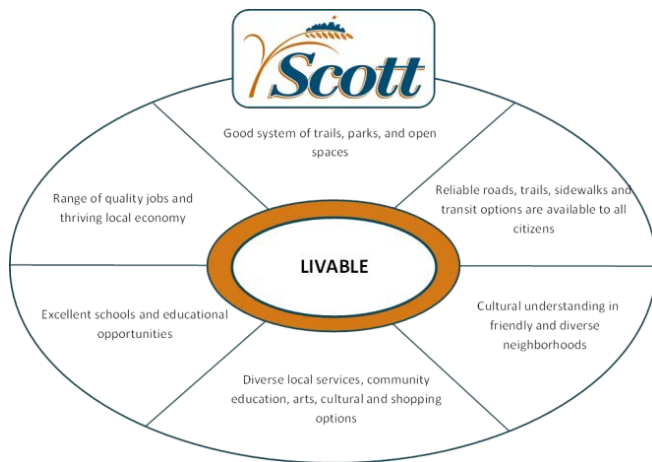 Scott
Good system of trails, parks, and open
spaces
Range of quality jobs and
thriving local economy
Reliable roads, trails, sidewalks and
transit options are available to all
citizens
LIVABLE
Excellent schools and educational
opportunities
Cultural understanding in
friendly and diverse
neighborhoods
Diverse local services, community
education, arts, cultural and shopping
options